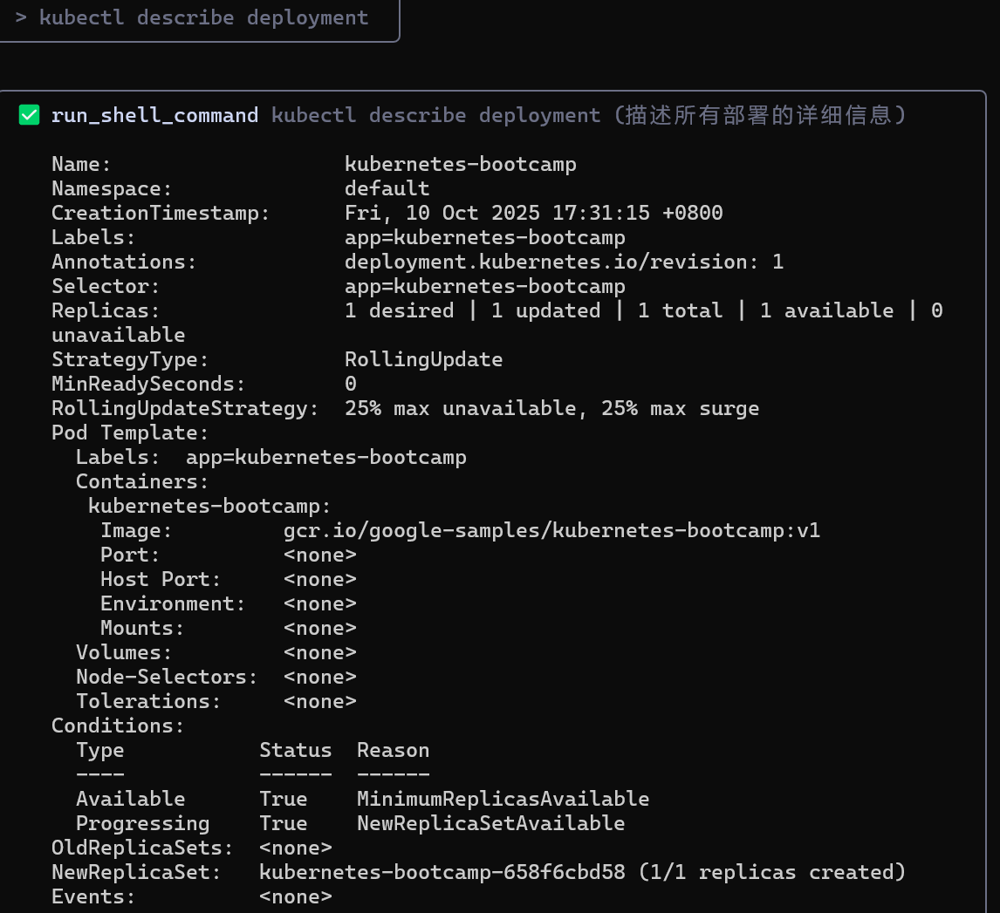 > kubectl describe deployment
✅ run_shell_command kubectl describe deployment (描述所有部署的详细信息)
Name:                   kubernetes-bootcamp
Namespace:              default
CreationTimestamp:      Fri, 10 Oct 2025 17:31:15 +0800
Labels:                 app=kubernetes-bootcamp
Annotations:            deployment.kubernetes.io/revision: 1
Selector:               app=kubernetes-bootcamp
Replicas:               1 desired | 1 updated | 1 total | 1 available | 0
unavailable
StrategyType:           RollingUpdate
MinReadySeconds:        0
RollingUpdateStrategy:  25% max unavailable, 25% max surge
Pod Template:
  Labels:  app=kubernetes-bootcamp
  Containers:
   kubernetes-bootcamp:
    Image:         gcr.io/google-samples/kubernetes-bootcamp:v1
    Port:          <none>
    Host Port:     <none>
    Environment:   <none>
    Mounts:        <none>
  Volumes:         <none>
  Node-Selectors:  <none>
  Tolerations:     <none>
Conditions:
  Type           Status  Reason
  ----           ------  ------
  Available      True    MinimumReplicasAvailable
  Progressing    True    NewReplicaSetAvailable
OldReplicaSets:  <none>
NewReplicaSet:   kubernetes-bootcamp-658f6cbd58 (1/1 replicas created)
Events:          <none>